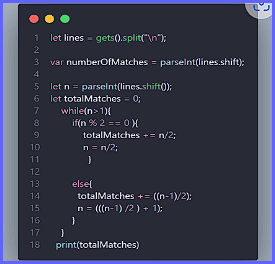 1 let lines = gets().split("\n");
2
3 var numberOfMatches = parseInt(lines.shift);
4
5 let n = parseInt(lines.shift());
6 let totalMatches = 0;
7 while(n>1){
8 if(n % 2 == 0 ){
9 totalMatches += n/2;
10 n = n/2;
11 }
12
13 else{
14 totalMatches += ((n-1)/2);
15 n = (((n-1) /2 ) + 1);
16 }
17 }
18 print(totalMatches)